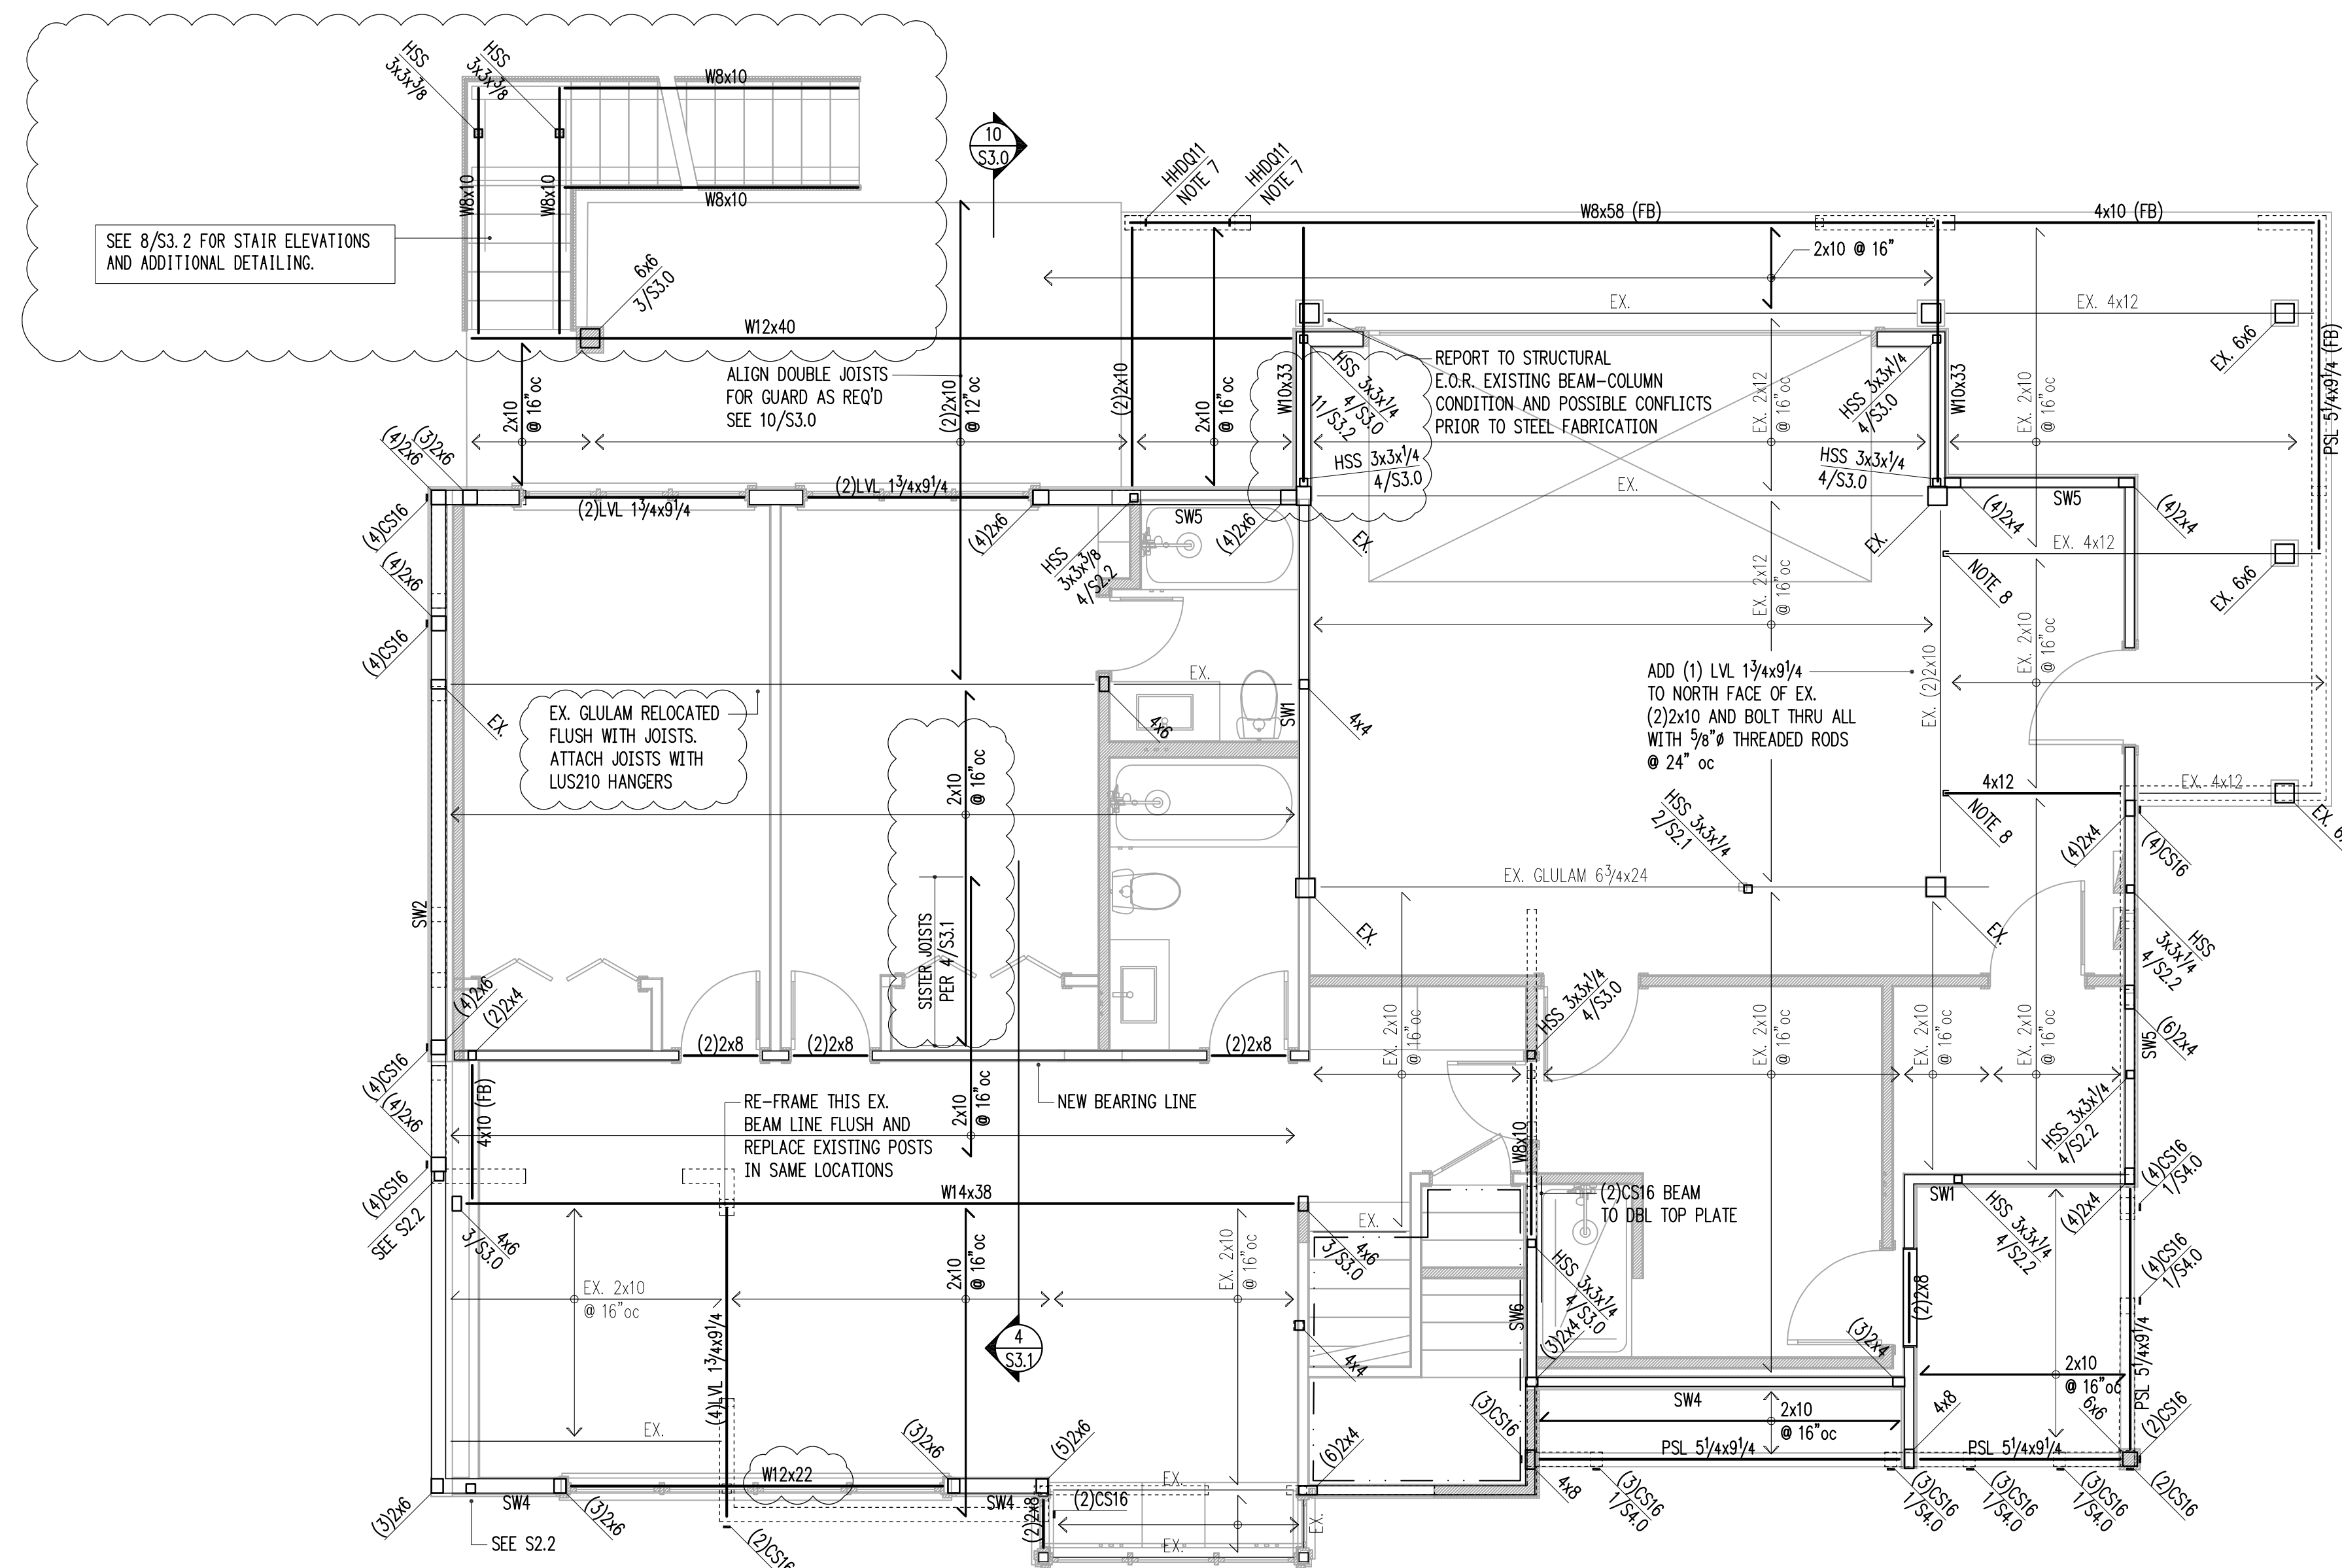 HSS
3x3x3/8
HSS
3x3x3/8
W8x10
W8x10
W8x10
W8x10
SEE 8/S3.2 FOR STAIR ELEVATIONS
AND ADDITIONAL DETAILING.
6x6
3/S3.0
W12x40
10
S3.0
HHDQ11
NOTE 7
HHDQ11
NOTE 7
W8x58 (FB)
4x10 (FB)
2x10 @ 16"
EX.
EX. 4x12
EX. 6x6
PSL 5 1/4x9 1/4 (FB)
ALIGN DOUBLE JOISTS
FOR GUARD AS REQ'D
SEE 10/S3.0
2x10
@ 16"oc
(2)2x10
@ 12"oc
(2)2x10
2x10
@ 16"oc
W10x33
HSS 3x3x1/4
4/S3.0
11/S3.2
REPORT TO STRUCTURAL
E.O.R. EXISTING BEAM-COLUMN
CONDITION AND POSSIBLE CONFLICTS
PRIOR TO STEEL FABRICATION
HSS 3x3x1/4
4/S3.0
EX. 2x12
@ 16"oc
HSS 3x3x1/4
4/S3.0
W10x33
HSS 3x3x1/4
4/S3.0
EX. 2x10
@ 16"oc
(4)2x6
(3)2x6
(4)CS16
(2)LVL 1 3/4x9 1/4
(2)LVL 1 3/4x9 1/4
(4)2x6
HSS
3x3x3/8
4/S2.2
SW5
(4)2x6
EX.
EX.
EX.
(4)2x4
SW5
(4)2x4
EX. 4x12
NOTE 8
EX. 6x6
(4)2x6
(4)CS16
EX.
EX. 2x12
@ 16"oc
EX. 2x10
@ 16"oc
EX.
EX. GLULAM RELOCATED
FLUSH WITH JOISTS.
ATTACH JOISTS WITH
LUS210 HANGERS
4x6
SW1
4x4
2x10
@ 16"oc
ADD (1) LVL 1 3/4x9 1/4
TO NORTH FACE OF EX.
(2)2x10 AND BOLT THRU ALL
WITH 5/8"ø THREADED RODS
@ 24" oc
EX. (2)2x10
4x12
NOTE 8
EX. 4x12
(4)2x4
(4)CS16
HSS 3x3x1/4
2/S2.1
EX. GLULAM 6 3/4x24
EX.
EX.
HSS
3x3x1/4
4/S2.2
SW2
SISTER JOISTS
PER 4/S3.1
(4)2x6
(2)2x4
(4)CS16
(2)2x8
(2)2x8
(2)2x8
HSS 3x3x1/4
4/S3.0
EX. 2x10
@ 16"oc
EX. 2x10
@ 16"oc
EX. 2x10
@ 16"oc
EX. 2x10
@ 16"oc
(6)2x4
SW5
HSS 3x3x1/4
4/S2.2
(4)2x6
(4)CS16
SEE S2.2
4x10 (FB)
RE-FRAME THIS EX.
BEAM LINE FLUSH AND
REPLACE EXISTING POSTS
IN SAME LOCATIONS
2x10
@ 16"oc
NEW BEARING LINE
W8x10
(2)CS16 BEAM
TO DBL TOP PLATE
SW1
HSS 3x3x1/4
4/S2.2
(4)2x4
(4)CS16
1/S4.0
(4)CS16
1/S4.0
W14x38
4x6
3/S3.0
4x6
3/S3.0
EX.
EX. 2x10
@ 16"oc
2x10
@ 16"oc
EX. 2x10
@ 16"oc
HSS 3x3x1/4
4/S3.0
(2)2x8
SW6
4x4
(3)2x4
(3)2x4
4
S3.1
(4)LVL 1 3/4x9 1/4
EX.
2x10
@ 16"oc
6x6
PSL 5 1/4x9 1/4
SW4
2x10
@ 16"oc
4x8
(2)CS16
(3)CS16
PSL 5 1/4x9 1/4
PSL 5 1/4x9 1/4
W12x22
(3)2x6
(5)2x6
EX.
(6)2x4
(3)2x6
SW4
(3)2x6
SW4
(2)2x8
(2)CS16
EX.
EX.
4x8
(3)CS16
1/S4.0
(3)CS16
1/S4.0
(3)CS16
1/S4.0
(3)CS16
1/S4.0
(2)CS16
SEE S2.2
(2)CS16